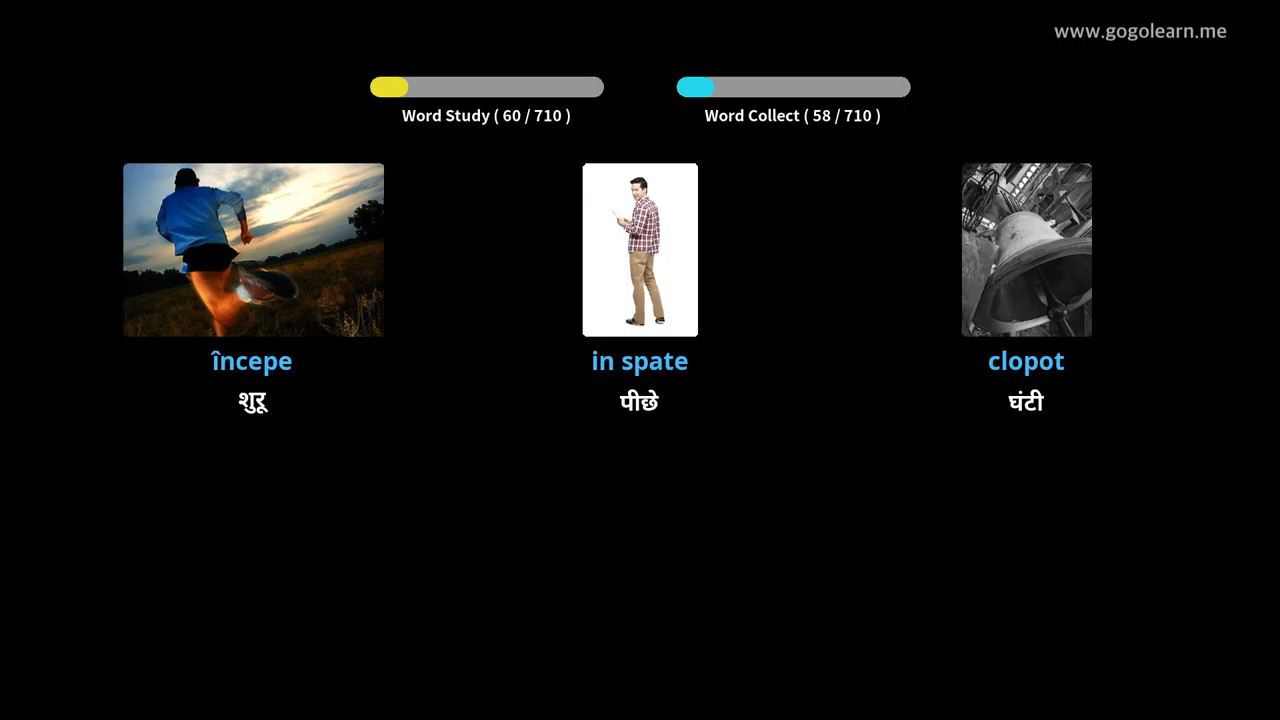 www.gogolearn.me
Word Study ( 60 / 710 )
Word Collect ( 58 / 710 )
începe
in spate
clopot
शुरू
पीछे
घंटी